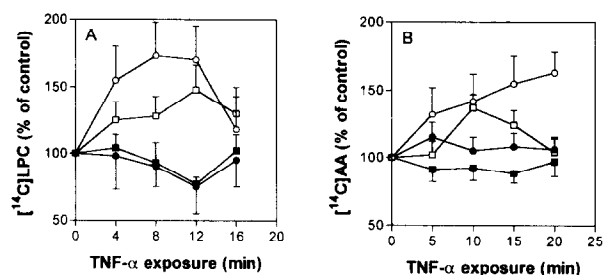 A
[14C]LPC (% of control)
200
150
100
50
0 4 8 12 16 20
TNF-α exposure (min)
B
[14C]AA (% of control)
200
150
100
50
0 5 10 15 20 25
TNF-α exposure (min)